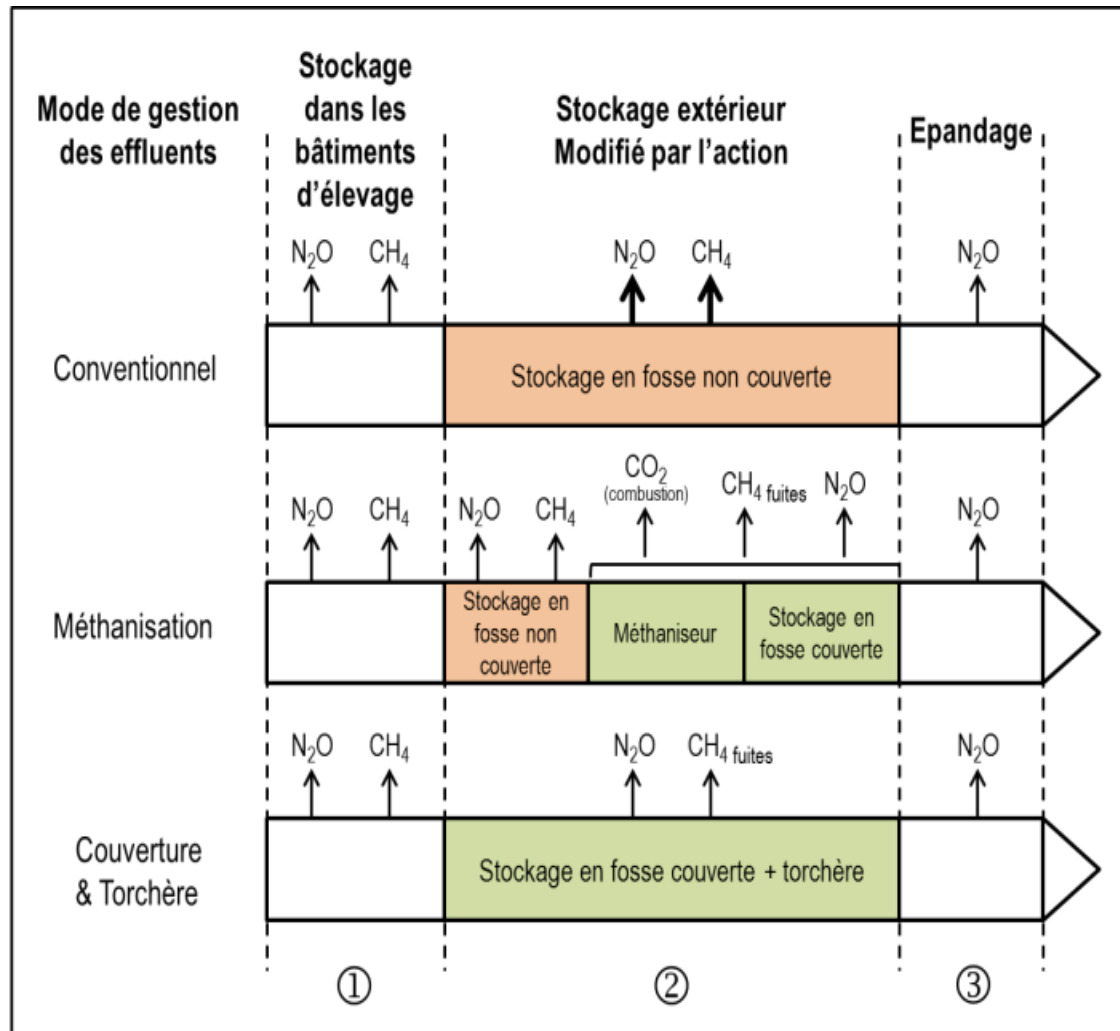 Mode de gestion
des effluents
Stockage
dans les
bâtiments
d'élevage
Stockage extérieur
Modifié par l'action
Epandage
N₂O CH₄ N₂O CH₄ N₂O
Conventionnel
Stockage en fosse non couverte
N₂O CH₄ N₂O CH₄ CO₂
(combustion)
CH₄ fuites N₂O N₂O
Méthanisation
Stockage en
fosse non
couverte
Méthaniseur
Stockage en
fosse couverte
N₂O CH₄ N₂O CH₄ fuites N₂O
Couverture
& Torchère
Stockage en fosse couverte + torchère
① ② ③